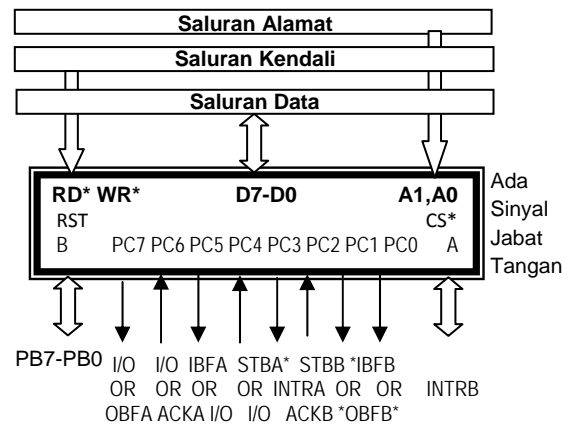 Saluran Alamat
Saluran Kendali
Saluran Data
RD* WR* D7-D0 A1,A0
RST CS*
B PC7 PC6 PC5 PC4 PC3 PC2 PC1 PC0 A
Ada
Sinyal
Jabat
Tangan
PB7-PB0
I/O I/O IBFA STBA* STBB *IBFB
OR OR OR OR INTRA OR OR INTRB
OBFA ACKA I/O I/O ACKB *OBFB*